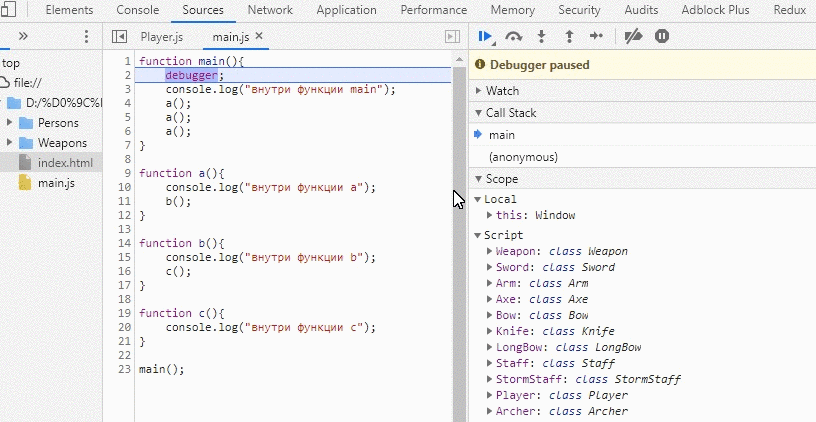 Elements Console Sources Network Application Performance Memory Security Audits Adblock Plus Redux
» Player.js main.js ×
top
file://
D:/%D0%9C%
Persons
Weapons
index.html
main.js
1 function main(){
2 debugger;
3 console.log("внутри функции main");
4 a();
5 a();
6 a();
7 }
8
9 function a(){
10 console.log("внутри функции a");
11 b();
12 }
13
14 function b(){
15 console.log("внутри функции b");
16 c();
17 }
18
19 function c(){
20 console.log("внутри функции c");
21 }
22
23 main();
Debugger paused
Watch
Call Stack
main
(anonymous)
Scope
Local
this: Window
Script
Weapon: class Weapon
Sword: class Sword
Arm: class Arm
Axe: class Axe
Bow: class Bow
Knife: class Knife
LongBow: class LongBow
Staff: class Staff
StormStaff: class StormStaff
Player: class Player
Archer: class Archer